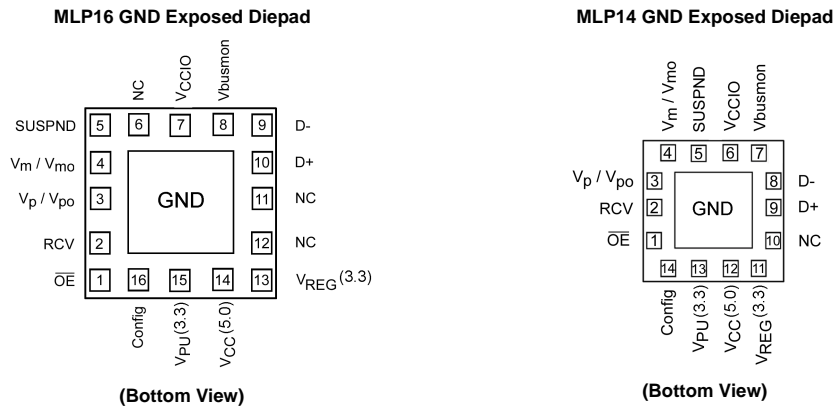 MLP16 GND Exposed Diepad
NC
VCCIO
Vbusmon
SUSPND 5 6 7 8 9 D-
Vm / Vmo 4 10 D+
Vp / Vpo 3 GND 11 NC
RCV 2 12 NC
OE 1 16 15 14 13 VREG(3.3)
Config
VPU(3.3)
VCC(5.0)
(Bottom View)
MLP14 GND Exposed Diepad
Vm / Vmo
SUSPND
VCCIO
Vbusmon
4 5 6 7
Vp / Vpo 3 8 D-
RCV 2 GND 9 D+
OE 1 10 NC
14 13 12 11
Config
VPU(3.3)
VCC(5.0)
VREG(3.3)
(Bottom View)